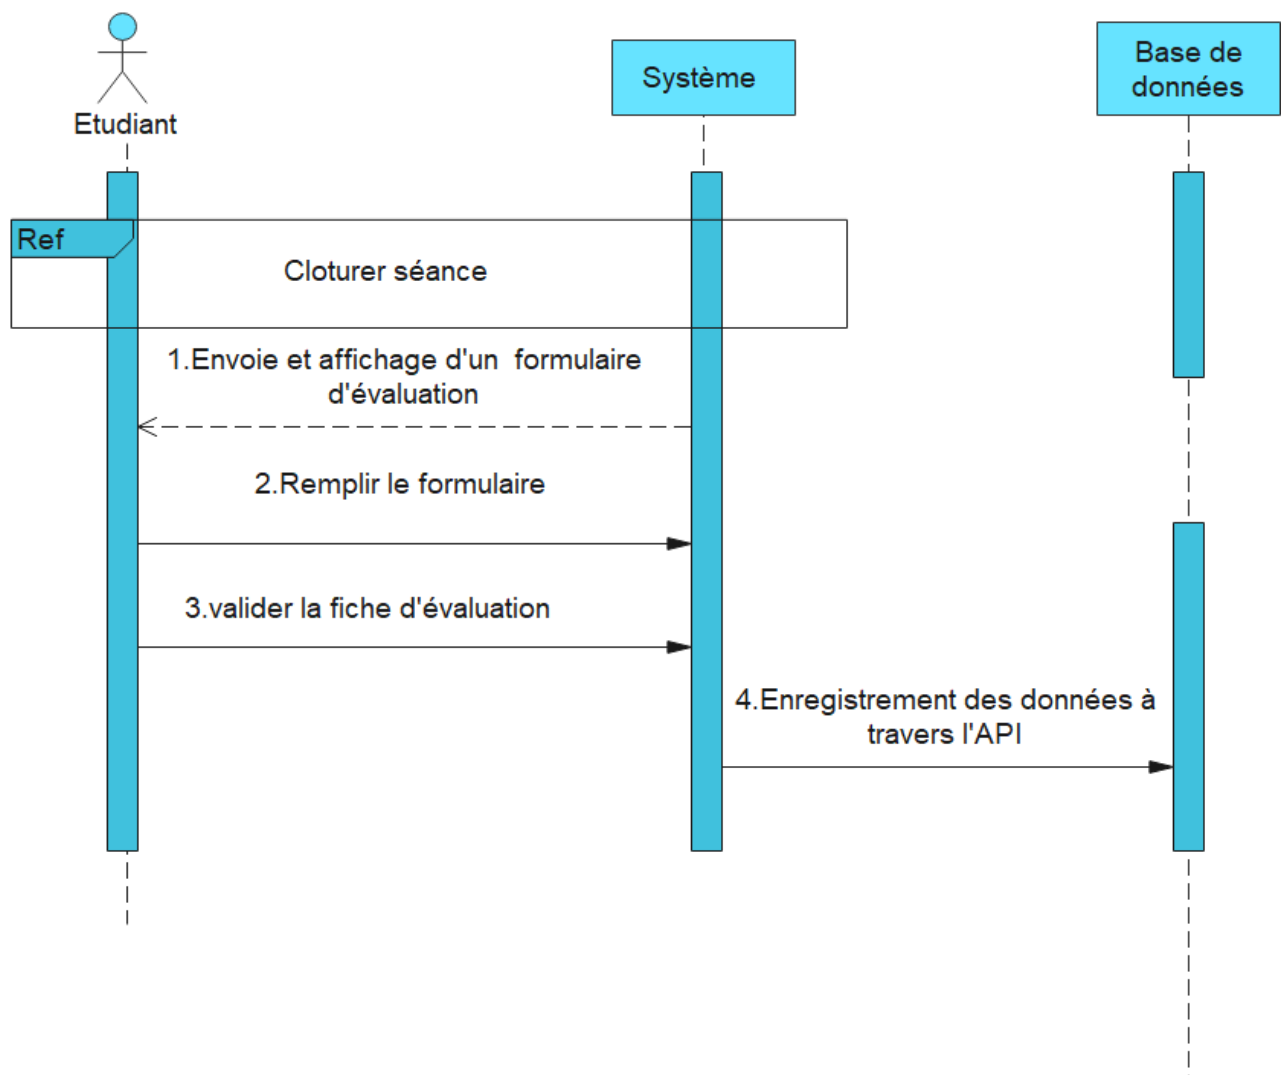 Etudiant
Système
Base de
données
Ref
Cloturer séance
1.Envoie et affichage d'un formulaire
d'évaluation
2.Remplir le formulaire
3.valider la fiche d'évaluation
4.Enregistrement des données à
travers l'API